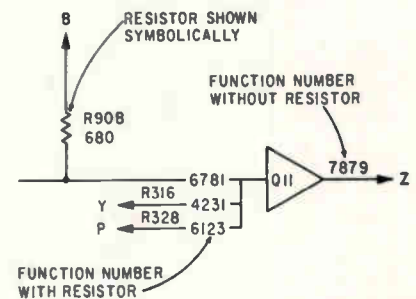 B
RESISTOR SHOWN
SYMBOLICALLY
FUNCTION NUMBER
WITHOUT RESISTOR
R908
680
6781
Q11
7879
Z
R316
Y
4231
R328
P
6123
FUNCTION NUMBER
WITH RESISTOR